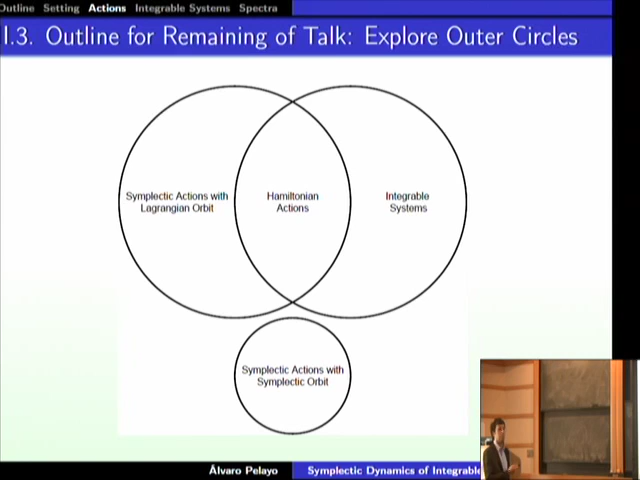 Outline Setting Actions Integrable Systems Spectra
I.3. Outline for Remaining of Talk: Explore Outer Circles
Symplectic Actions with
Lagrangian Orbit
Hamiltonian
Actions
Integrable
Systems
Symplectic Actions with
Symplectic Orbit
Álvaro Pelayo
Symplectic Dynamics of Integrable